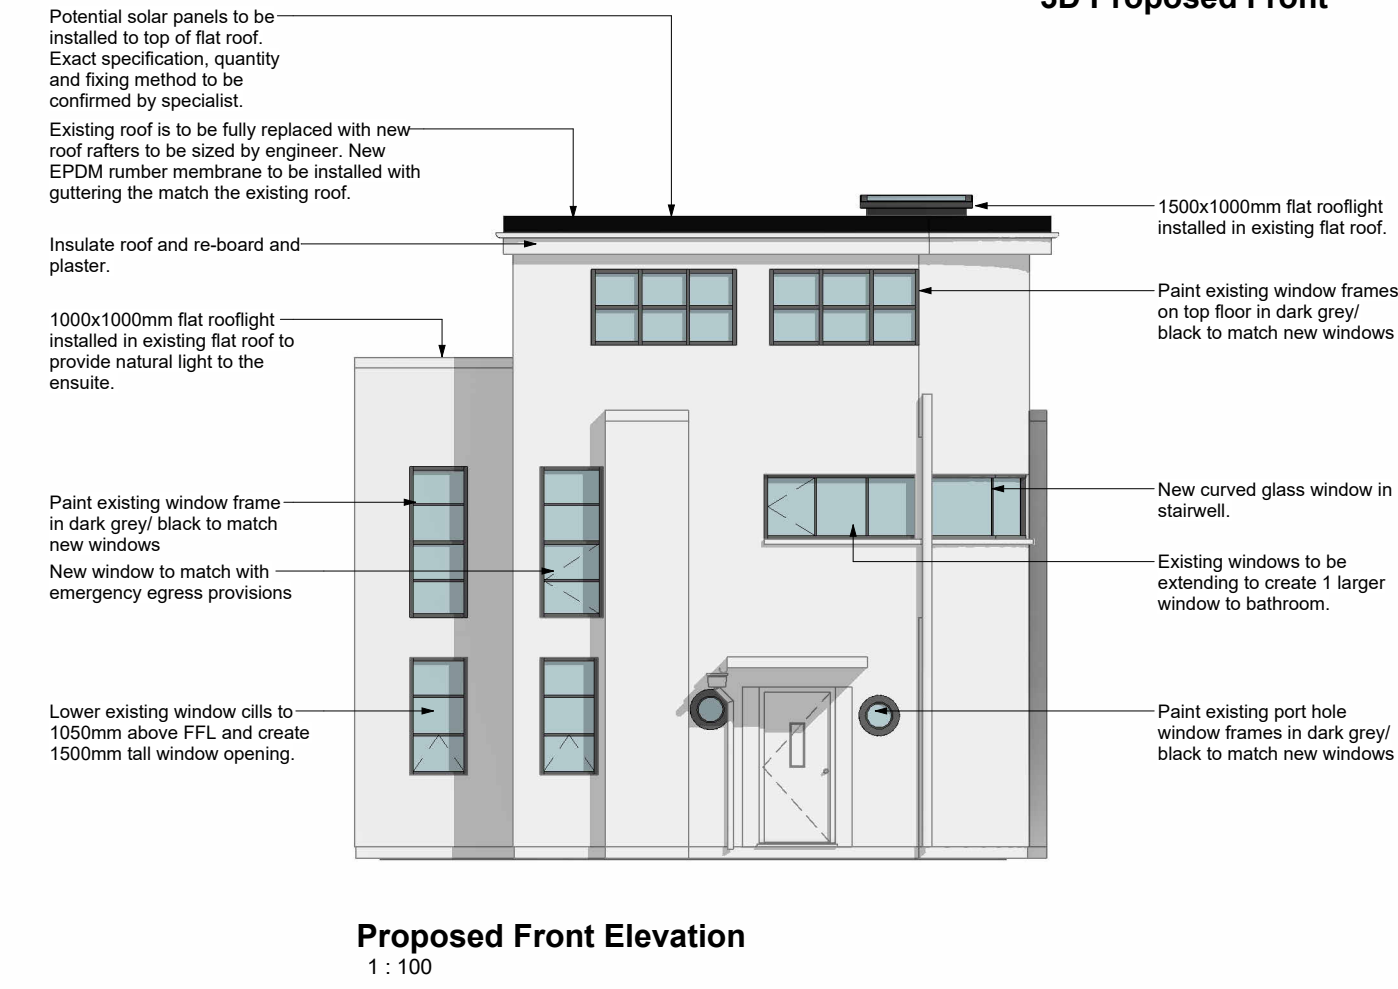 3D Proposed Front
Potential solar panels to be
installed to top of flat roof.
Exact specification, quantity
and fixing method to be
confirmed by specialist.
Existing roof is to be fully replaced with new
roof rafters to be sized by engineer. New
EPDM rumber membrane to be installed with
guttering the match the existing roof.
Insulate roof and re-board and
plaster.
1000x1000mm flat rooflight
installed in existing flat roof to
provide natural light to the
ensuite.
Paint existing window frame
in dark grey/ black to match
new windows
New window to match with
emergency egress provisions
Lower existing window cills to
1050mm above FFL and create
1500mm tall window opening.
1500x1000mm flat rooflight
installed in existing flat roof.
Paint existing window frames
on top floor in dark grey/
black to match new windows
New curved glass window in
stairwell.
Existing windows to be
extending to create 1 larger
window to bathroom.
Paint existing port hole
window frames in dark grey/
black to match new windows
Proposed Front Elevation
1 : 100